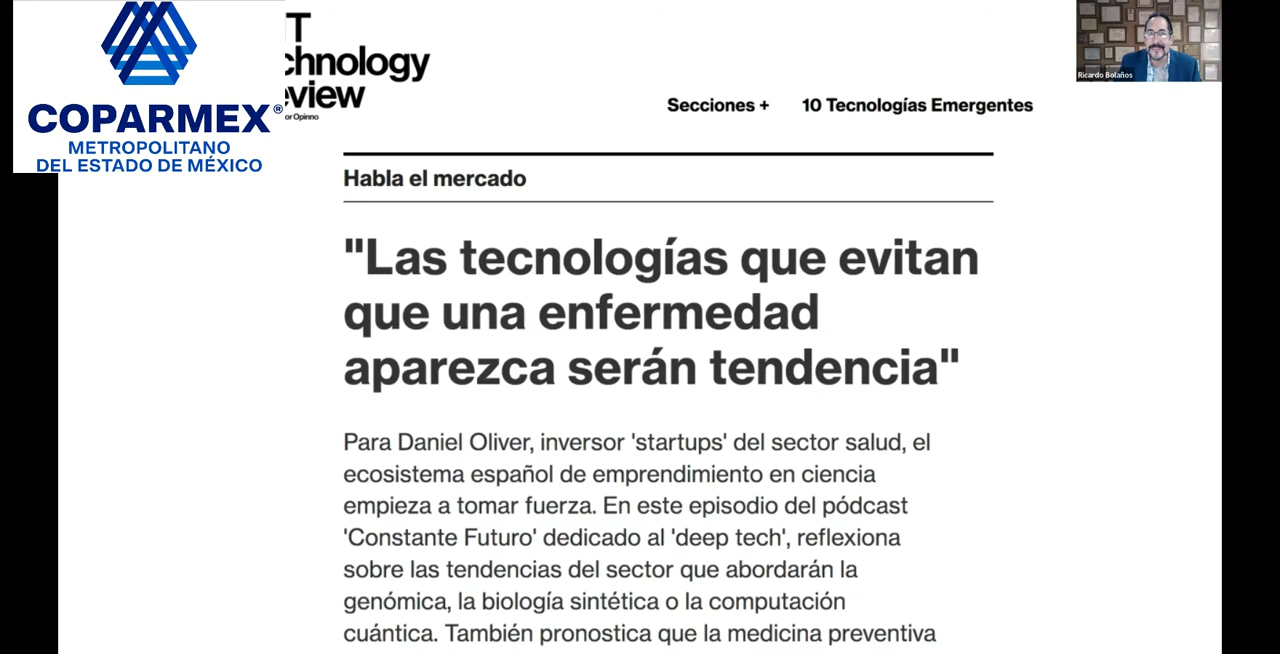 COPARMEX®
METROPOLITANO
DEL ESTADO DE MÉXICO
T
chnology
view
or Opinno
Ricardo Bolaños
Secciones +
10 Tecnologías Emergentes
Habla el mercado
"Las tecnologías que evitan
que una enfermedad
aparezca serán tendencia"
Para Daniel Oliver, inversor 'startups' del sector salud, el
ecosistema español de emprendimiento en ciencia
empieza a tomar fuerza. En este episodio del pódcast
'Constante Futuro' dedicado al 'deep tech', reflexiona
sobre las tendencias del sector que abordarán la
genómica, la biología sintética o la computación
cuántica. También pronostica que la medicina preventiva